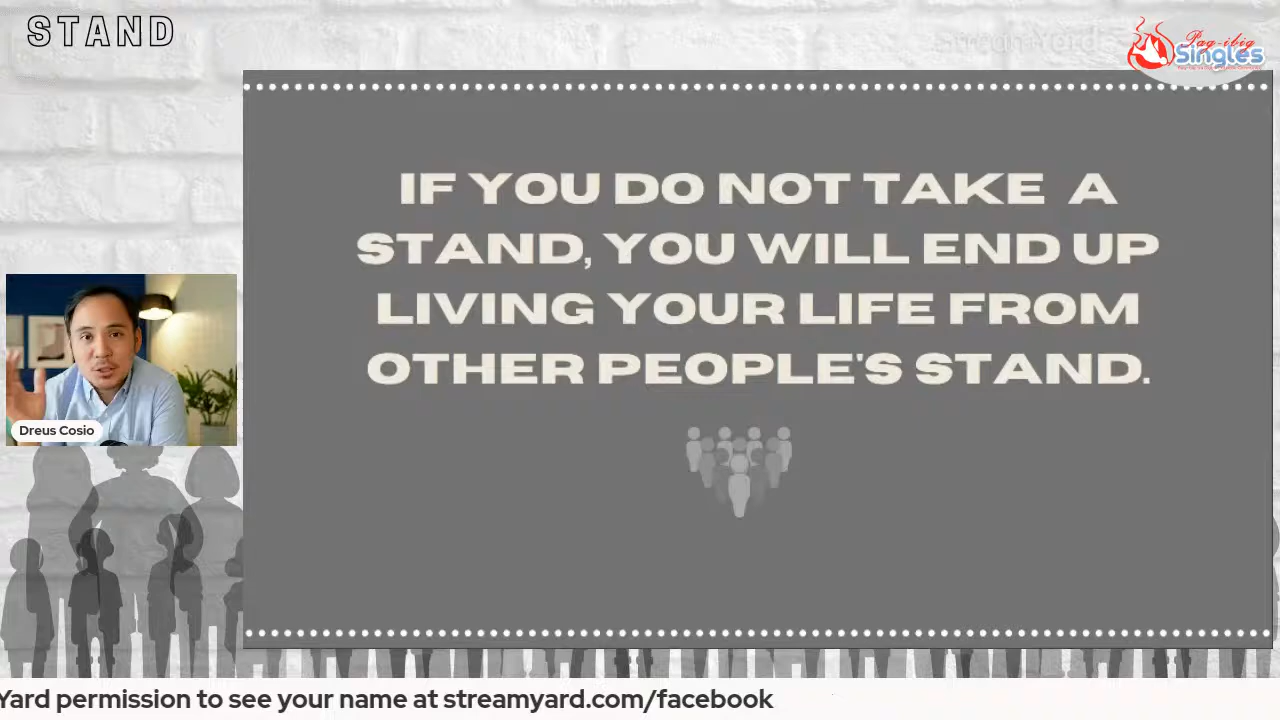 STAND
StreamYard
Pag-ibig
Singles
IF YOU DO NOT TAKE A
STAND, YOU WILL END UP
LIVING YOUR LIFE FROM
OTHER PEOPLE'S STAND.
Dreus Cosio
Yard permission to see your name at streamyard.com/facebook